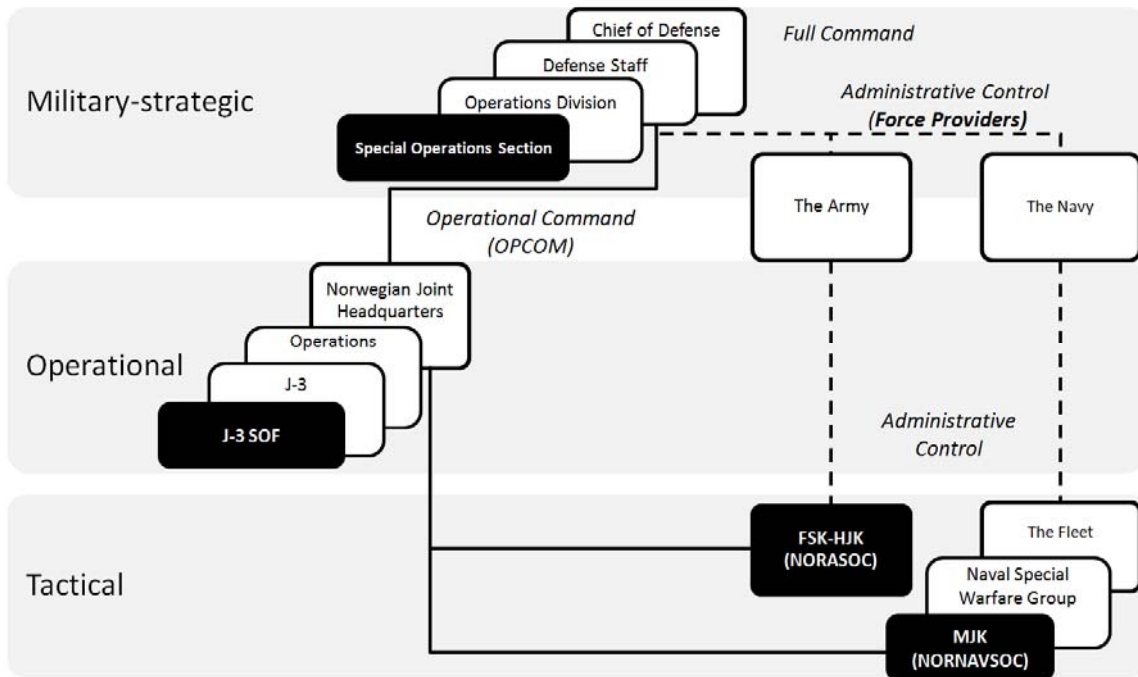 Military-strategic
Chief of Defense
Full Command
Defense Staff
Operations Division
Special Operations Section
Administrative Control
(Force Providers)
The Army
The Navy
Operational Command
(OPCOM)
Operational
Norwegian Joint
Headquarters
Operations
J-3
J-3 SOF
Administrative
Control
Tactical
FSK-HJK
(NORASOC)
The Fleet
Naval Special
Warfare Group
MJK
(NORNAVSOC)